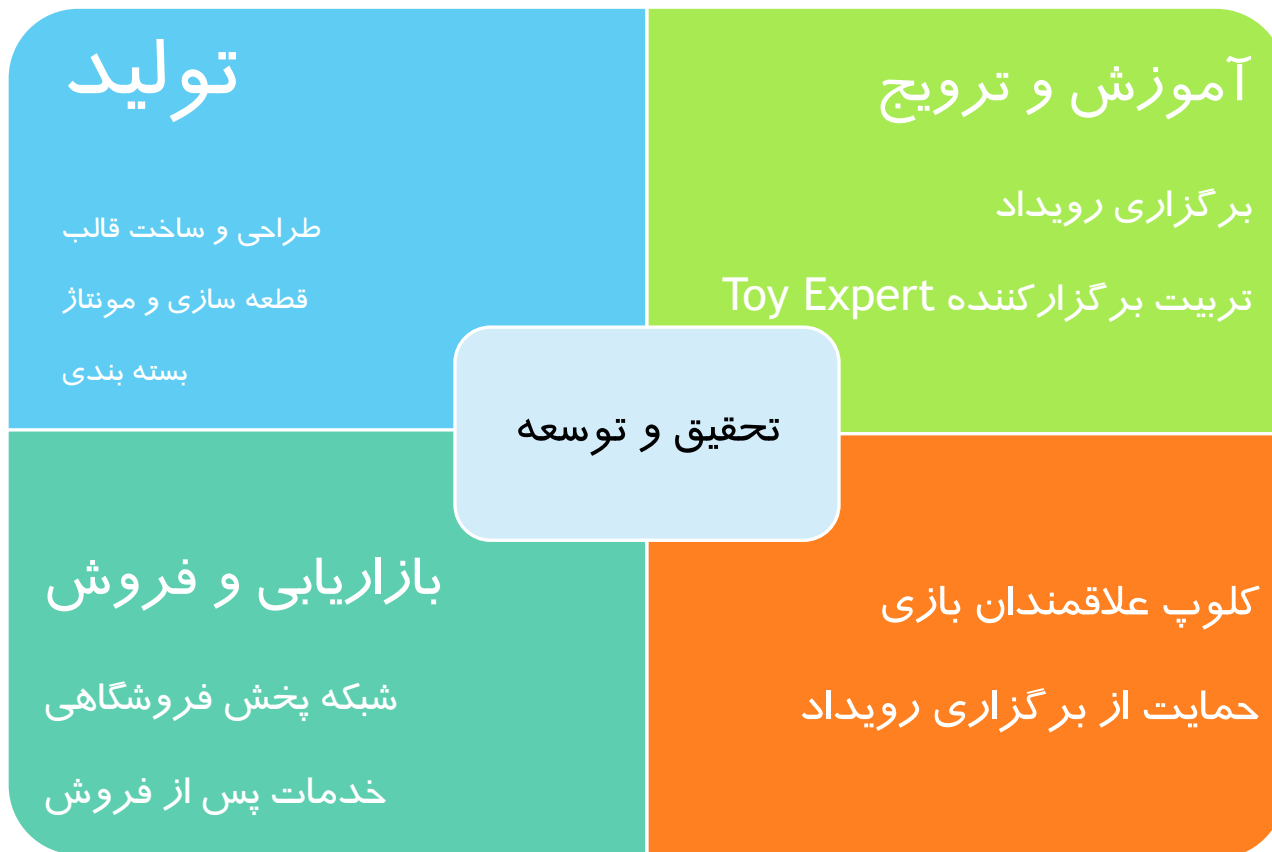 آموزش و ترویج
برگزاری رویداد
تربیت برگزارکننده Toy Expert
تولید
طراحی و ساخت قالب
قطعه سازی و مونتاژ
بسته بندی
تحقیق و توسعه
کلوپ علاقمندان بازی
حمایت از برگزاری رویداد
بازاریابی و فروش
شبکه پخش فروشگاهی
خدمات پس از فروش